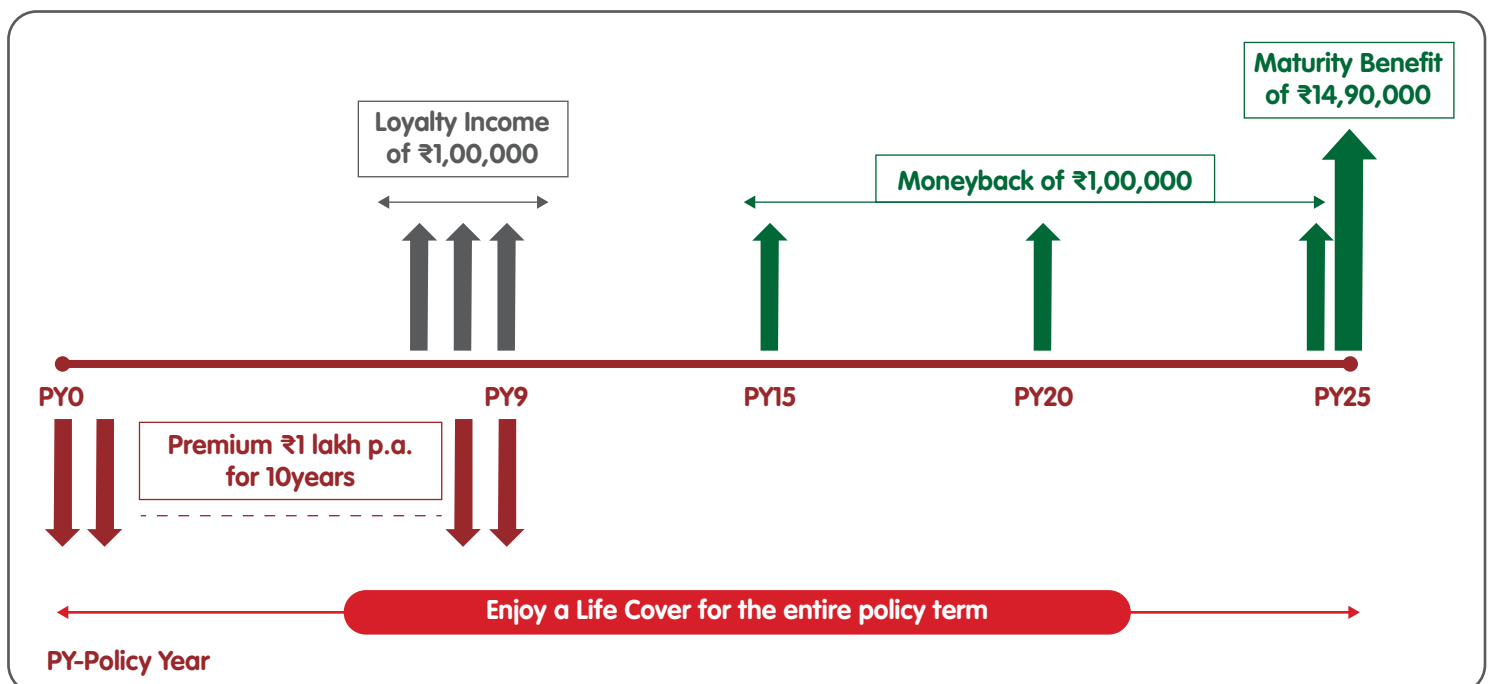 Maturity Benefit
of ₹14,90,000
Loyalty Income
of ₹1,00,000
Moneyback of ₹1,00,000
PY0
PY9
PY15
PY20
PY25
Premium ₹1 lakh p.a.
for 10years
Enjoy a Life Cover for the entire policy term
PY-Policy Year